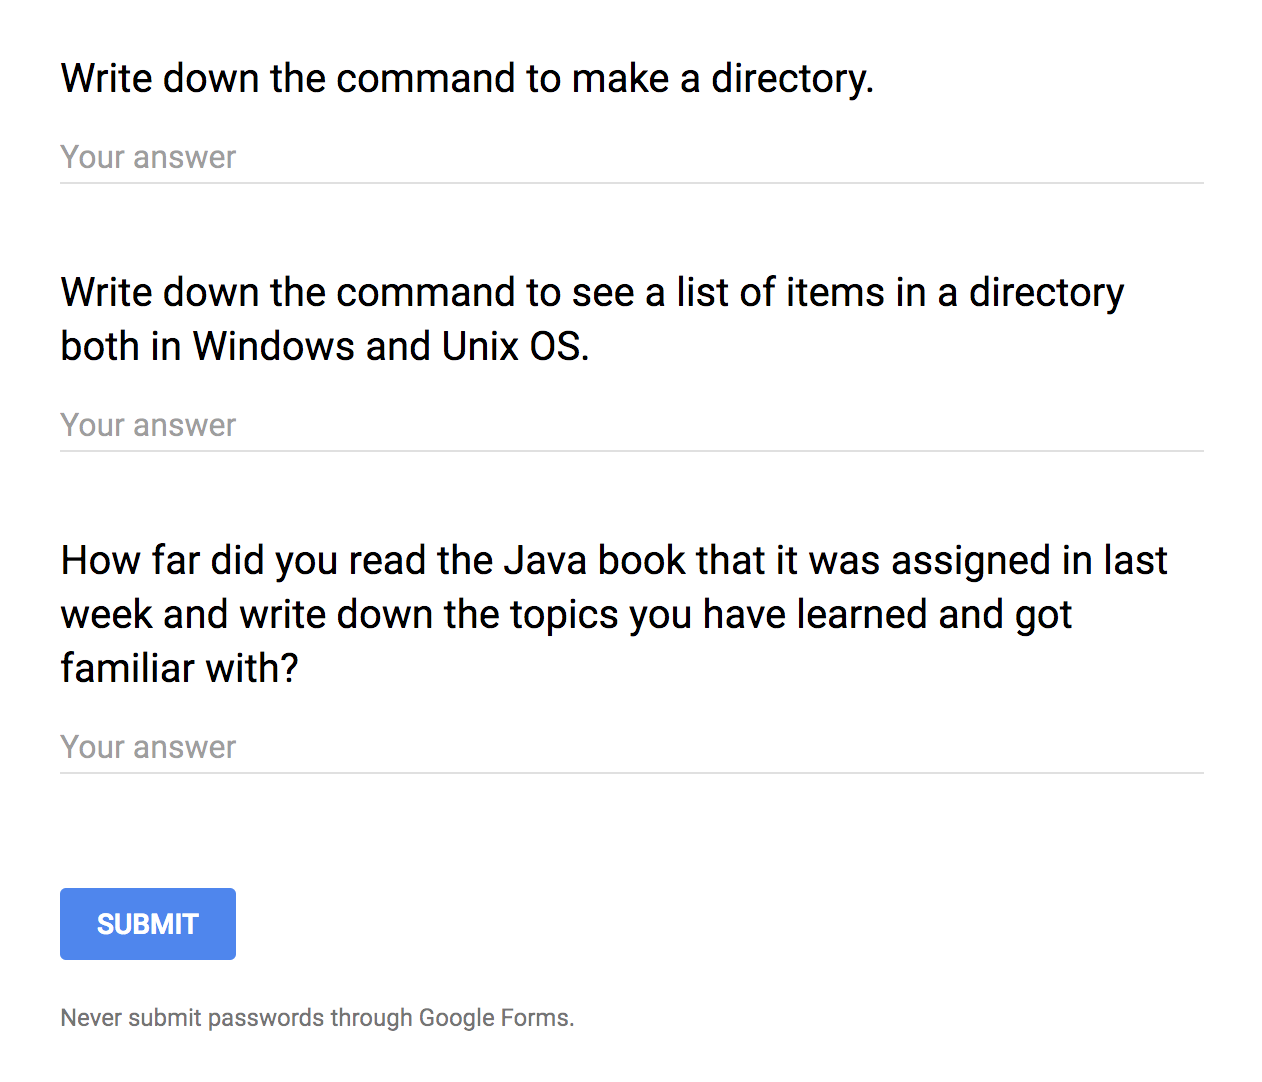 Write down the command to make a directory.
Your answer
Write down the command to see a list of items in a directory
both in Windows and Unix OS.
Your answer
How far did you read the Java book that it was assigned in last
week and write down the topics you have learned and got
familiar with?
Your answer
SUBMIT
Never submit passwords through Google Forms.